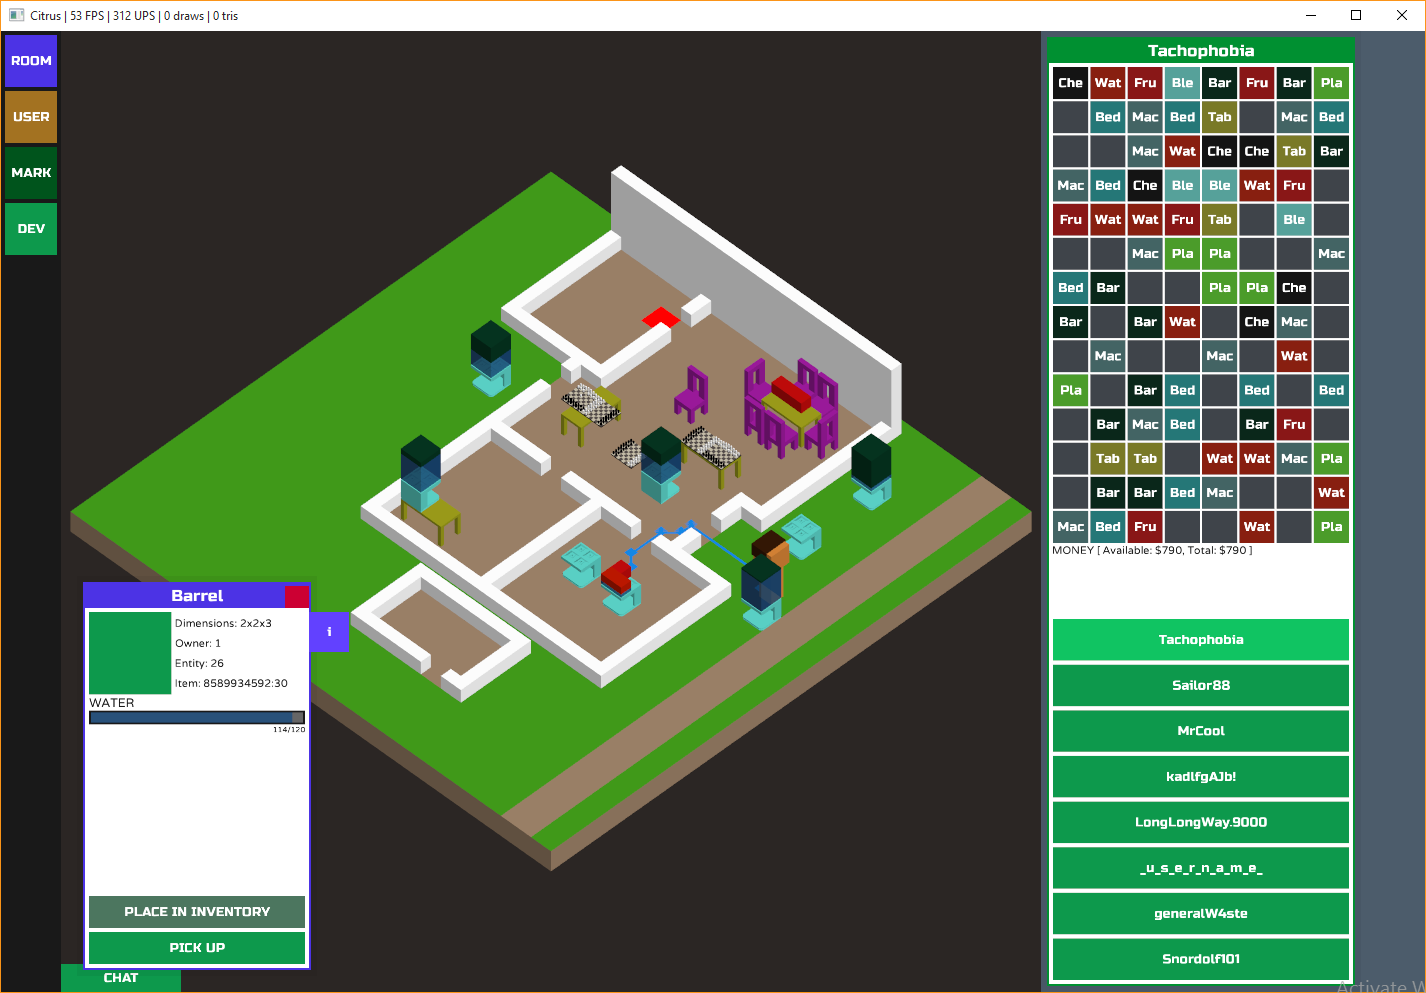 Citrus | 53 FPS | 312 UPS | 0 draws | 0 tris
ROOM
USER
MARK
DEV
Tachophobia
Che Wat Fru Ble Bar Fru Bar Pla
Bed Mac Bed Tab Mac Bed
Mac Wat Che Che Tab Bar
Mac Bed Che Ble Ble Wat Fru
Fru Wat Wat Fru Tab Ble
Mac Pla Pla Mac
Bed Bar Pla Pla Che
Bar Bar Wat Che Mac
Mac Mac Wat
Pla Bar Bed Bed Bed
Bar Mac Bed Bar Fru
Tab Tab Wat Wat Mac Pla
Bar Bar Bed Mac Wat
Mac Bed Fru Wat Pla
MONEY [ Available: $790, Total: $790 ]
Tachophobia
Sailor88
MrCool
kadlfgAJb!
LongLongWay.9000
_u_s_e_r_n_a_m_e_
generalW4ste
Snordolf101
Barrel
i
Dimensions: 2x2x3
Owner: 1
Entity: 26
Item: 8589934592:30
WATER
114/120
PLACE IN INVENTORY
PICK UP
CHAT
Activate W